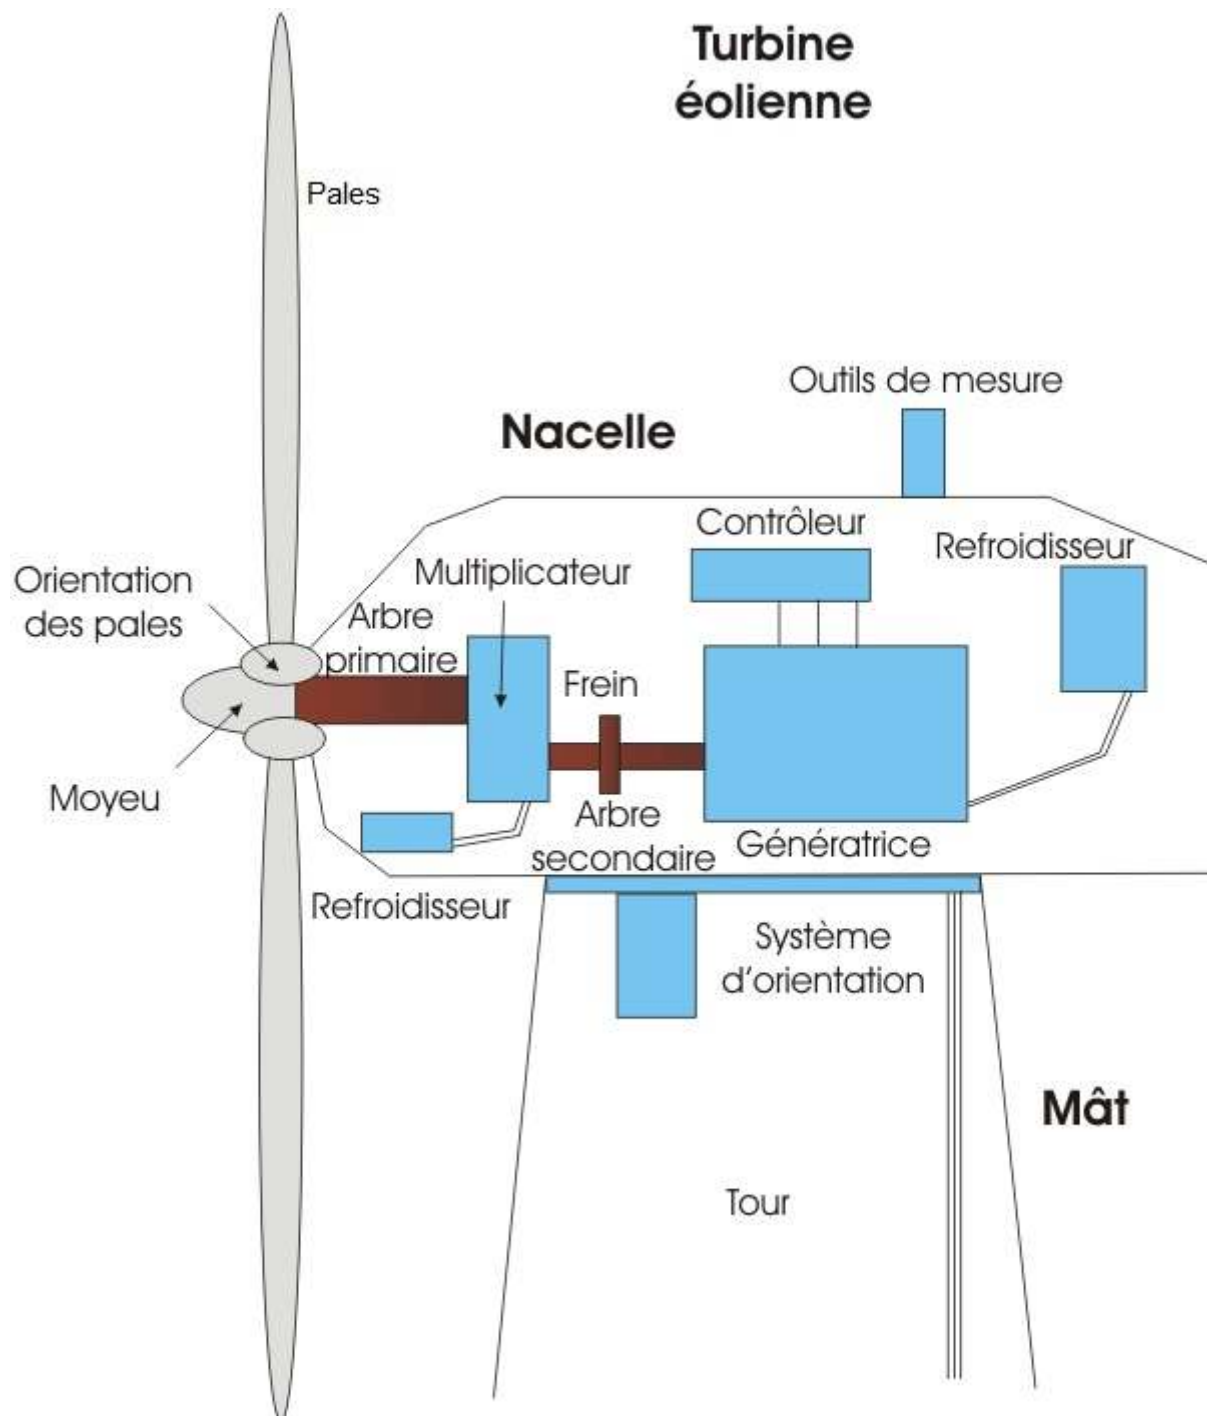 Turbine
éolienne
Pales
Outils de mesure
Nacelle
Contrôleur
Refroidisseur
Multiplicateur
Orientation
des pales
Arbre
primaire
Frein
Moyeu
Arbre
secondaire
Génératrice
Refroidisseur
Système
d'orientation
Mât
Tour